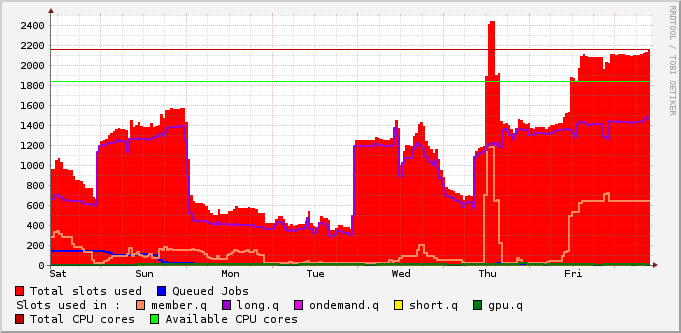 2400
2200
2000
1800
1600
1400
1200
1000
800
600
400
200
0
Sat Sun Mon Tue Wed Thu Fri
RRDTOOL / TOBI OETIKER
Total slots used Queued Jobs
Slots used in : member.q long.q ondemand.q short.q gpu.q
Total CPU cores Available CPU cores